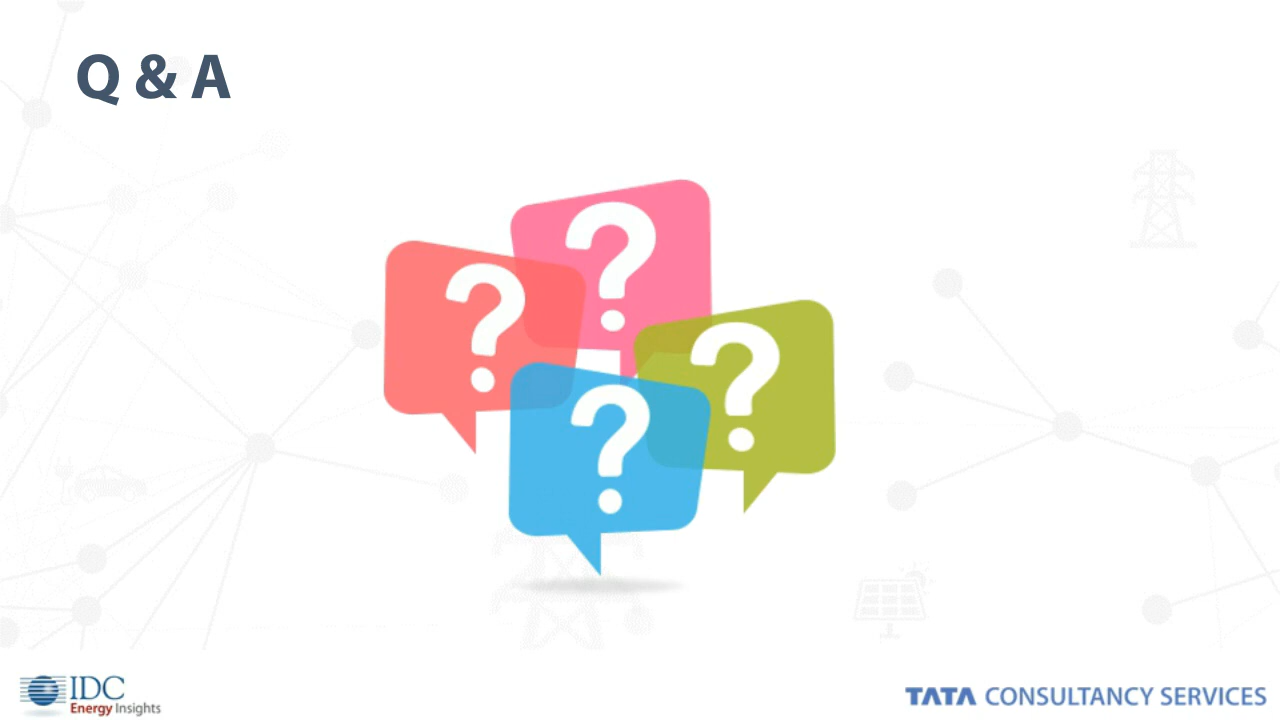 Q & A
?
?
?
?
IDC
Energy Insights
TATA CONSULTANCY SERVICES